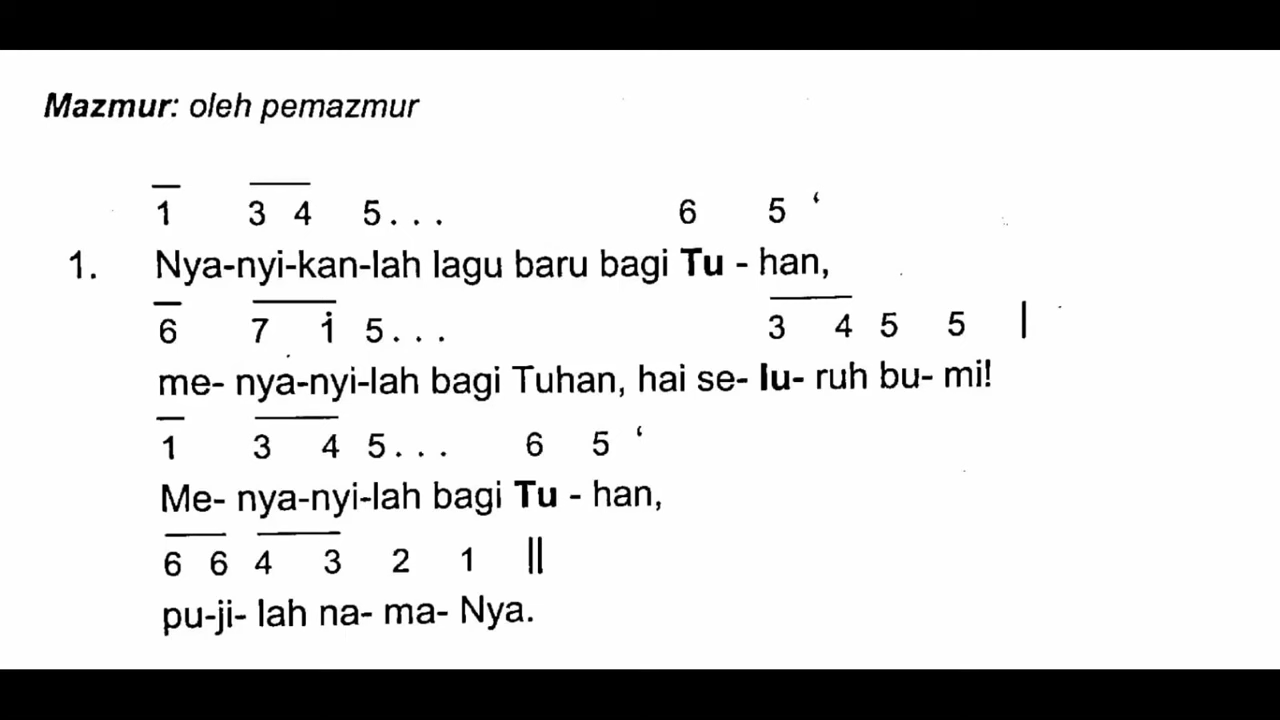 Mazmur: oleh pemazmur
1 3 4 5... 6 5 ‘
1. Nya-nyi-kan-lah lagu baru bagi Tu - han,
6 7 i 5... 3 4 5 5 |
me- nya-nyi-lah bagi Tuhan, hai se- lu- ruh bu- mi!
1 3 4 5... 6 5 ‘
Me- nya-nyi-lah bagi Tu - han,
6 6 4 3 2 1 ||
pu-ji- lah na- ma- Nya.